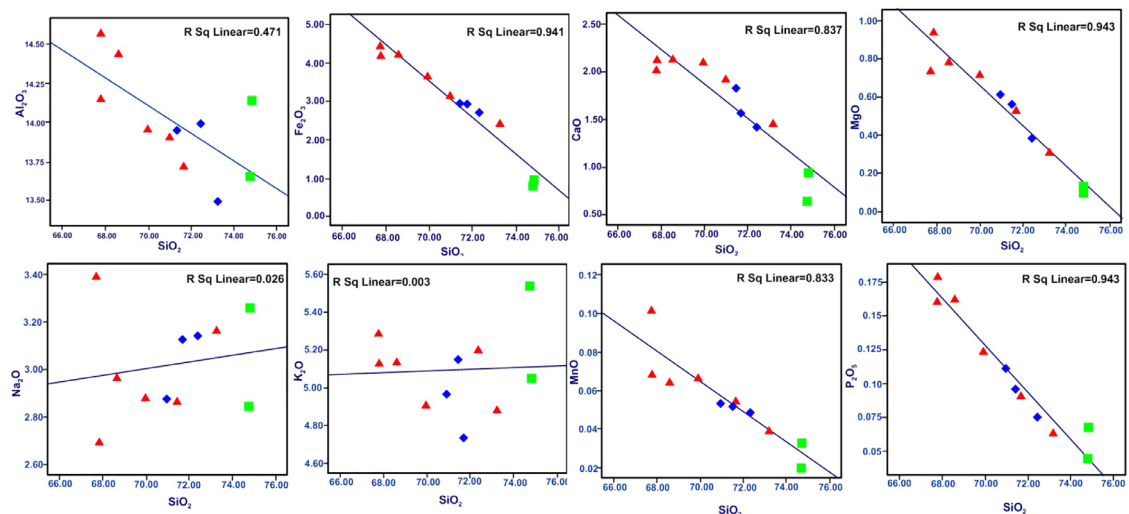 R Sq Linear=0.471
14.50
14.25
14.00
13.75
13.50
Al2O3
66.00 70.00 72.00 74.00 76.00
SiO2
R Sq Linear=0.941
5.00
4.00
3.00
2.00
1.00
0.00
Fe2O3
66.00 68.00 70.00 72.00 74.00 76.00
SiO2
R Sq Linear=0.837
2.50
2.00
1.50
1.00
0.50
CaO
66.00 68.00 70.00 72.00 74.00 76.00
SiO2
R Sq Linear=0.943
1.00
0.80
0.60
0.40
0.20
0.00
MgO
66.00 68.00 70.00 72.00 74.00 76.00
SiO2
R Sq Linear=0.026
3.40
3.20
3.00
2.80
2.60
Na2O
66.00 68.00 70.00 72.00 74.00 76.00
SiO2
R Sq Linear=0.003
5.60
5.40
5.20
5.00
4.80
4.60
K2O
66.00 68.00 70.00 72.00 74.00 76.00
SiO2
R Sq Linear=0.833
0.10
0.08
0.06
0.04
0.02
MnO
66.00 68.00 70.00 72.00 74.00 76.00
SiO2
R Sq Linear=0.943
0.175
0.150
0.125
0.100
0.075
0.05
P2O5
66.00 68.00 70.00 72.00 74.00 76.00
SiO2